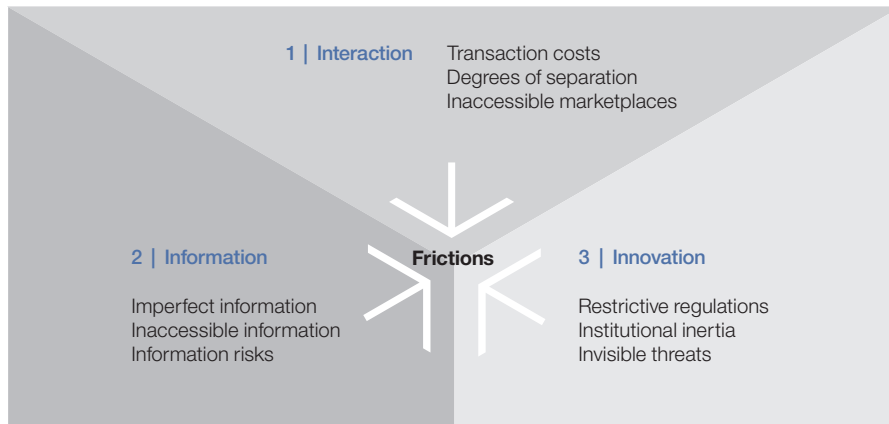 1 | Interaction
Transaction costs
Degrees of separation
Inaccessible marketplaces
Frictions
2 | Information
Imperfect information
Inaccessible information
Information risks
3 | Innovation
Restrictive regulations
Institutional inertia
Invisible threats